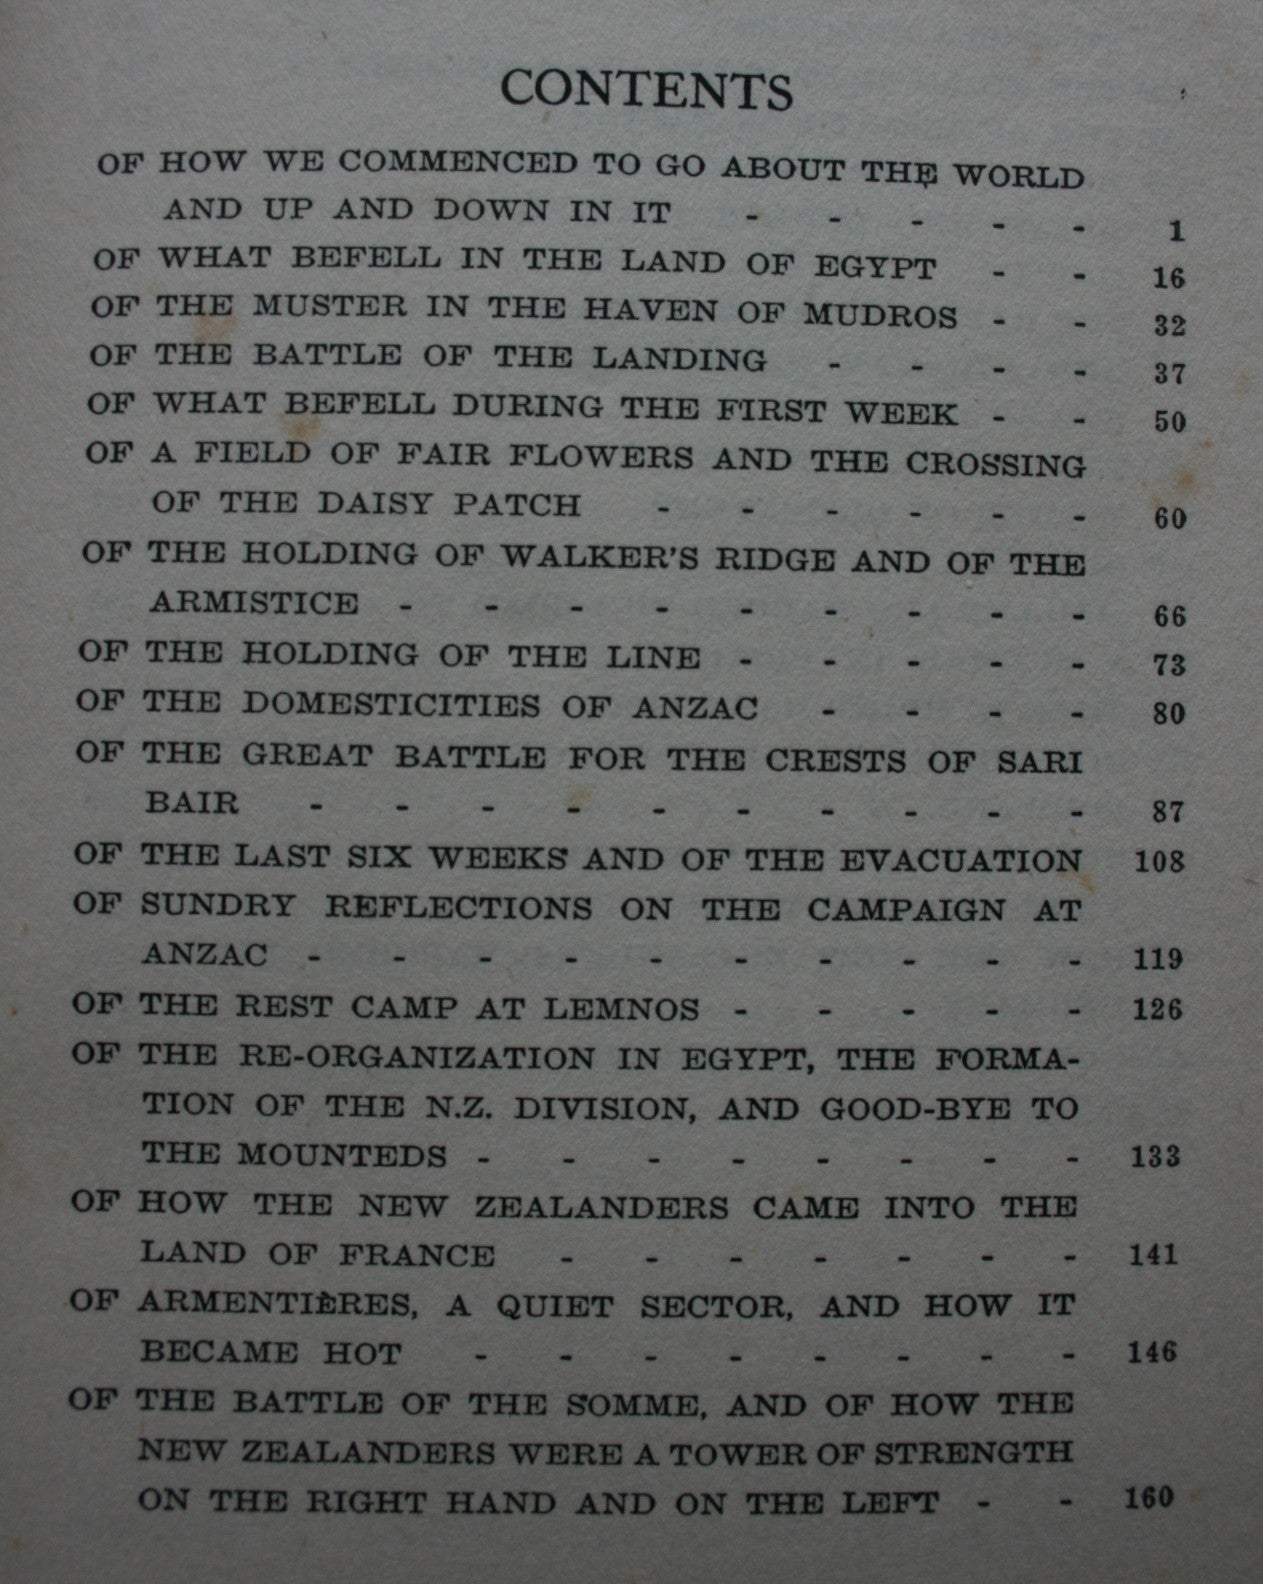 CONTENTS
OF HOW WE COMMENCED TO GO ABOUT THE WORLD
AND UP AND DOWN IN IT - - - - - 1
OF WHAT BEFELL IN THE LAND OF EGYPT - - 16
OF THE MUSTER IN THE HAVEN OF MUDROS - - 32
OF THE BATTLE OF THE LANDING - - - - 37
OF WHAT BEFELL DURING THE FIRST WEEK - - 50
OF A FIELD OF FAIR FLOWERS AND THE CROSSING
OF THE DAISY PATCH - - - - - - 60
OF THE HOLDING OF WALKER'S RIDGE AND OF THE
ARMISTICE - - - - - - - - - 66
OF THE HOLDING OF THE LINE - - - - - 73
OF THE DOMESTICITIES OF ANZAC - - - - 80
OF THE GREAT BATTLE FOR THE CRESTS OF SARI
BAIR - - - - - - - - - - 87
OF THE LAST SIX WEEKS AND OF THE EVACUATION 108
OF SUNDRY REFLECTIONS ON THE CAMPAIGN AT
ANZAC - - - - - - - - - - 119
OF THE REST CAMP AT LEMNOS - - - - - 126
OF THE RE-ORGANIZATION IN EGYPT, THE FORMA-
TION OF THE N.Z. DIVISION, AND GOOD-BYE TO
THE MOUNTEDS - - - - - - - - 133
OF HOW THE NEW ZEALANDERS CAME INTO THE
LAND OF FRANCE - - - - - - - 141
OF ARMENTIÈRES, A QUIET SECTOR, AND HOW IT
BECAME HOT - - - - - - - - 146
OF THE BATTLE OF THE SOMME, AND OF HOW THE
NEW ZEALANDERS WERE A TOWER OF STRENGTH
ON THE RIGHT HAND AND ON THE LEFT - - 160